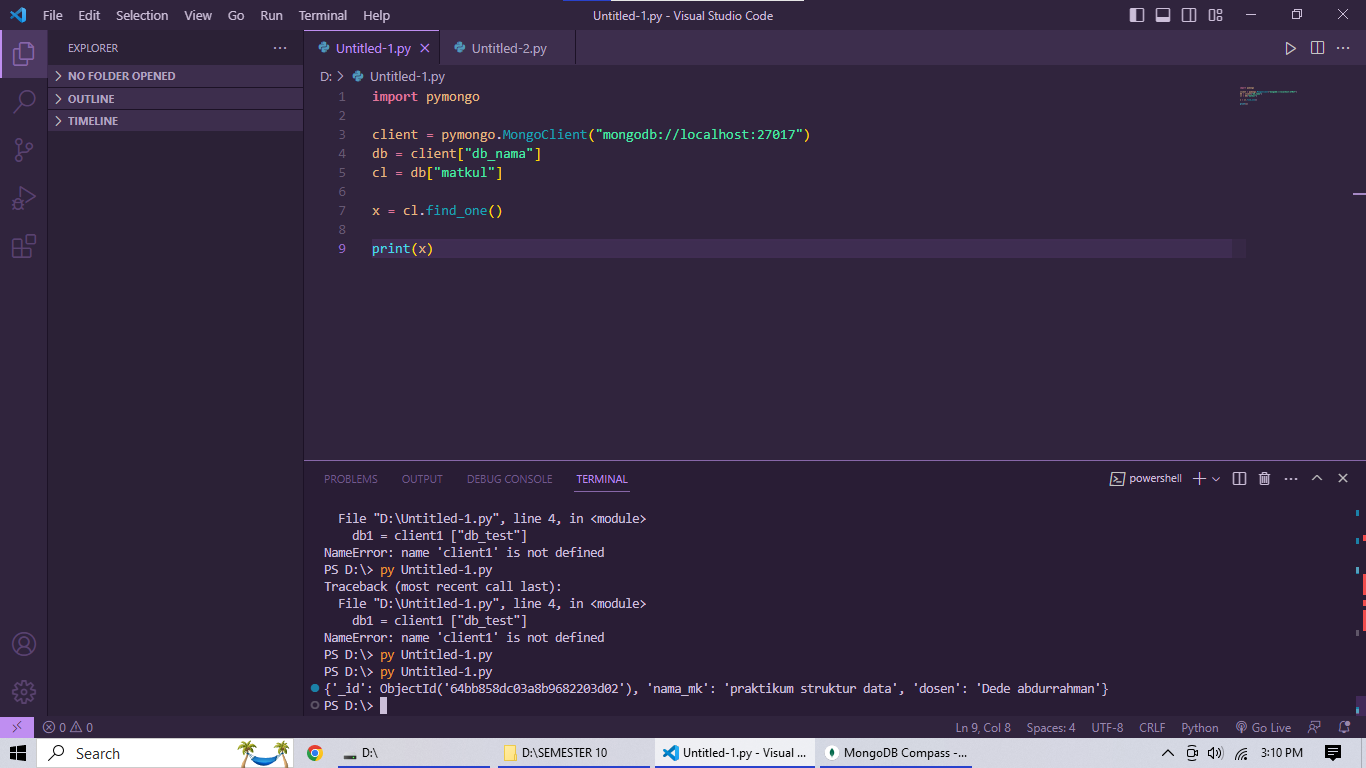 File Edit Selection View Go Run Terminal Help
Untitled-1.py - Visual Studio Code
EXPLORER
NO FOLDER OPENED
OUTLINE
TIMELINE
Untitled-1.py
Untitled-2.py
D: > Untitled-1.py
1 import pymongo
2
3 client = pymongo.MongoClient("mongodb://localhost:27017")
4 db = client["db_nama"]
5 cl = db["matkul"]
6
7 x = cl.find_one()
8
9 print(x)
PROBLEMS OUTPUT DEBUG CONSOLE TERMINAL
powershell
File "D:\Untitled-1.py", line 4, in <module>
db1 = client1 ["db_test"]
NameError: name 'client1' is not defined
PS D:\> py Untitled-1.py
Traceback (most recent call last):
File "D:\Untitled-1.py", line 4, in <module>
db1 = client1 ["db_test"]
NameError: name 'client1' is not defined
PS D:\> py Untitled-1.py
PS D:\> py Untitled-1.py
{'_id': ObjectId('64bb858dc03a8b9682203d02'), 'nama_mk': 'praktikum struktur data', 'dosen': 'Dede abdurrahman'}
PS D:\>
0 0
Ln 9, Col 8 Spaces: 4 UTF-8 CRLF Python Go Live
Search
D:\
D:\SEMESTER 10
Untitled-1.py - Visual ...
MongoDB Compass -...
3:10 PM